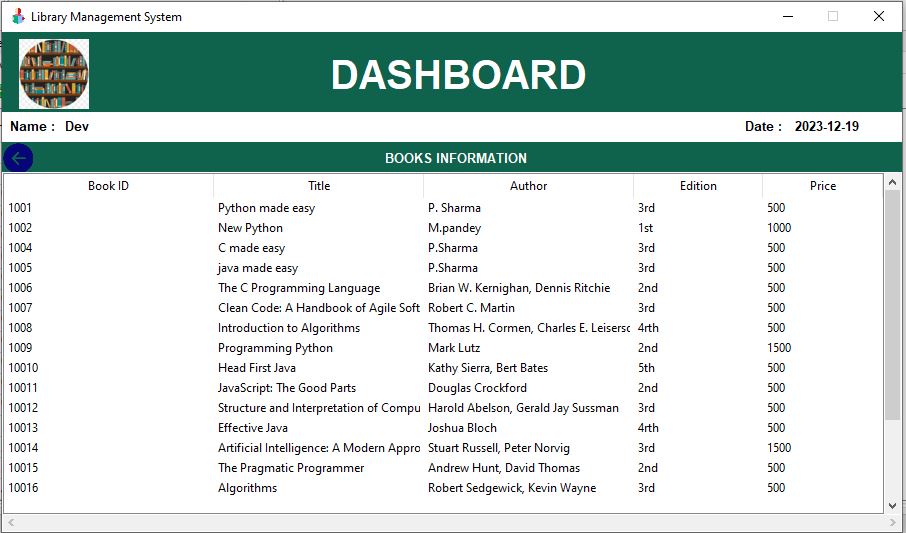 Library Management System
DASHBOARD
Name : Dev Date : 2023-12-19
BOOKS INFORMATION
Book ID Title Author Edition Price
1001 Python made easy P. Sharma 3rd 500
1002 New Python M.pandey 1st 1000
1004 C made easy P.Sharma 3rd 500
1005 java made easy P.Sharma 3rd 500
1006 The C Programming Language Brian W. Kernighan, Dennis Ritchie 2nd 500
1007 Clean Code: A Handbook of Agile Soft Robert C. Martin 3rd 500
1008 Introduction to Algorithms Thomas H. Cormen, Charles E. Leiserso 4rth 500
1009 Programming Python Mark Lutz 2nd 1500
10010 Head First Java Kathy Sierra, Bert Bates 5th 500
10011 JavaScript: The Good Parts Douglas Crockford 2nd 500
10012 Structure and Interpretation of Compu Harold Abelson, Gerald Jay Sussman 3rd 500
10013 Effective Java Joshua Bloch 4rth 500
10014 Artificial Intelligence: A Modern Appro Stuart Russell, Peter Norvig 3rd 1500
10015 The Pragmatic Programmer Andrew Hunt, David Thomas 2nd 500
10016 Algorithms Robert Sedgewick, Kevin Wayne 3rd 500